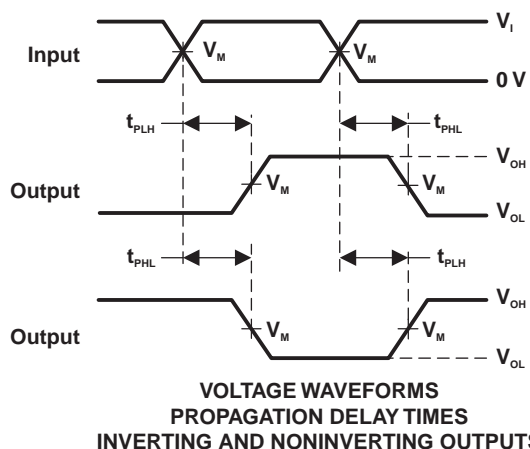 Input
V_M
V_M
V_I
0 V
t_PLH
t_PHL
Output
V_M
V_M
V_OH
V_OL
t_PHL
t_PLH
Output
V_M
V_M
V_OH
V_OL
VOLTAGE WAVEFORMS
PROPAGATION DELAY TIMES
INVERTING AND NONINVERTING OUTPUTS